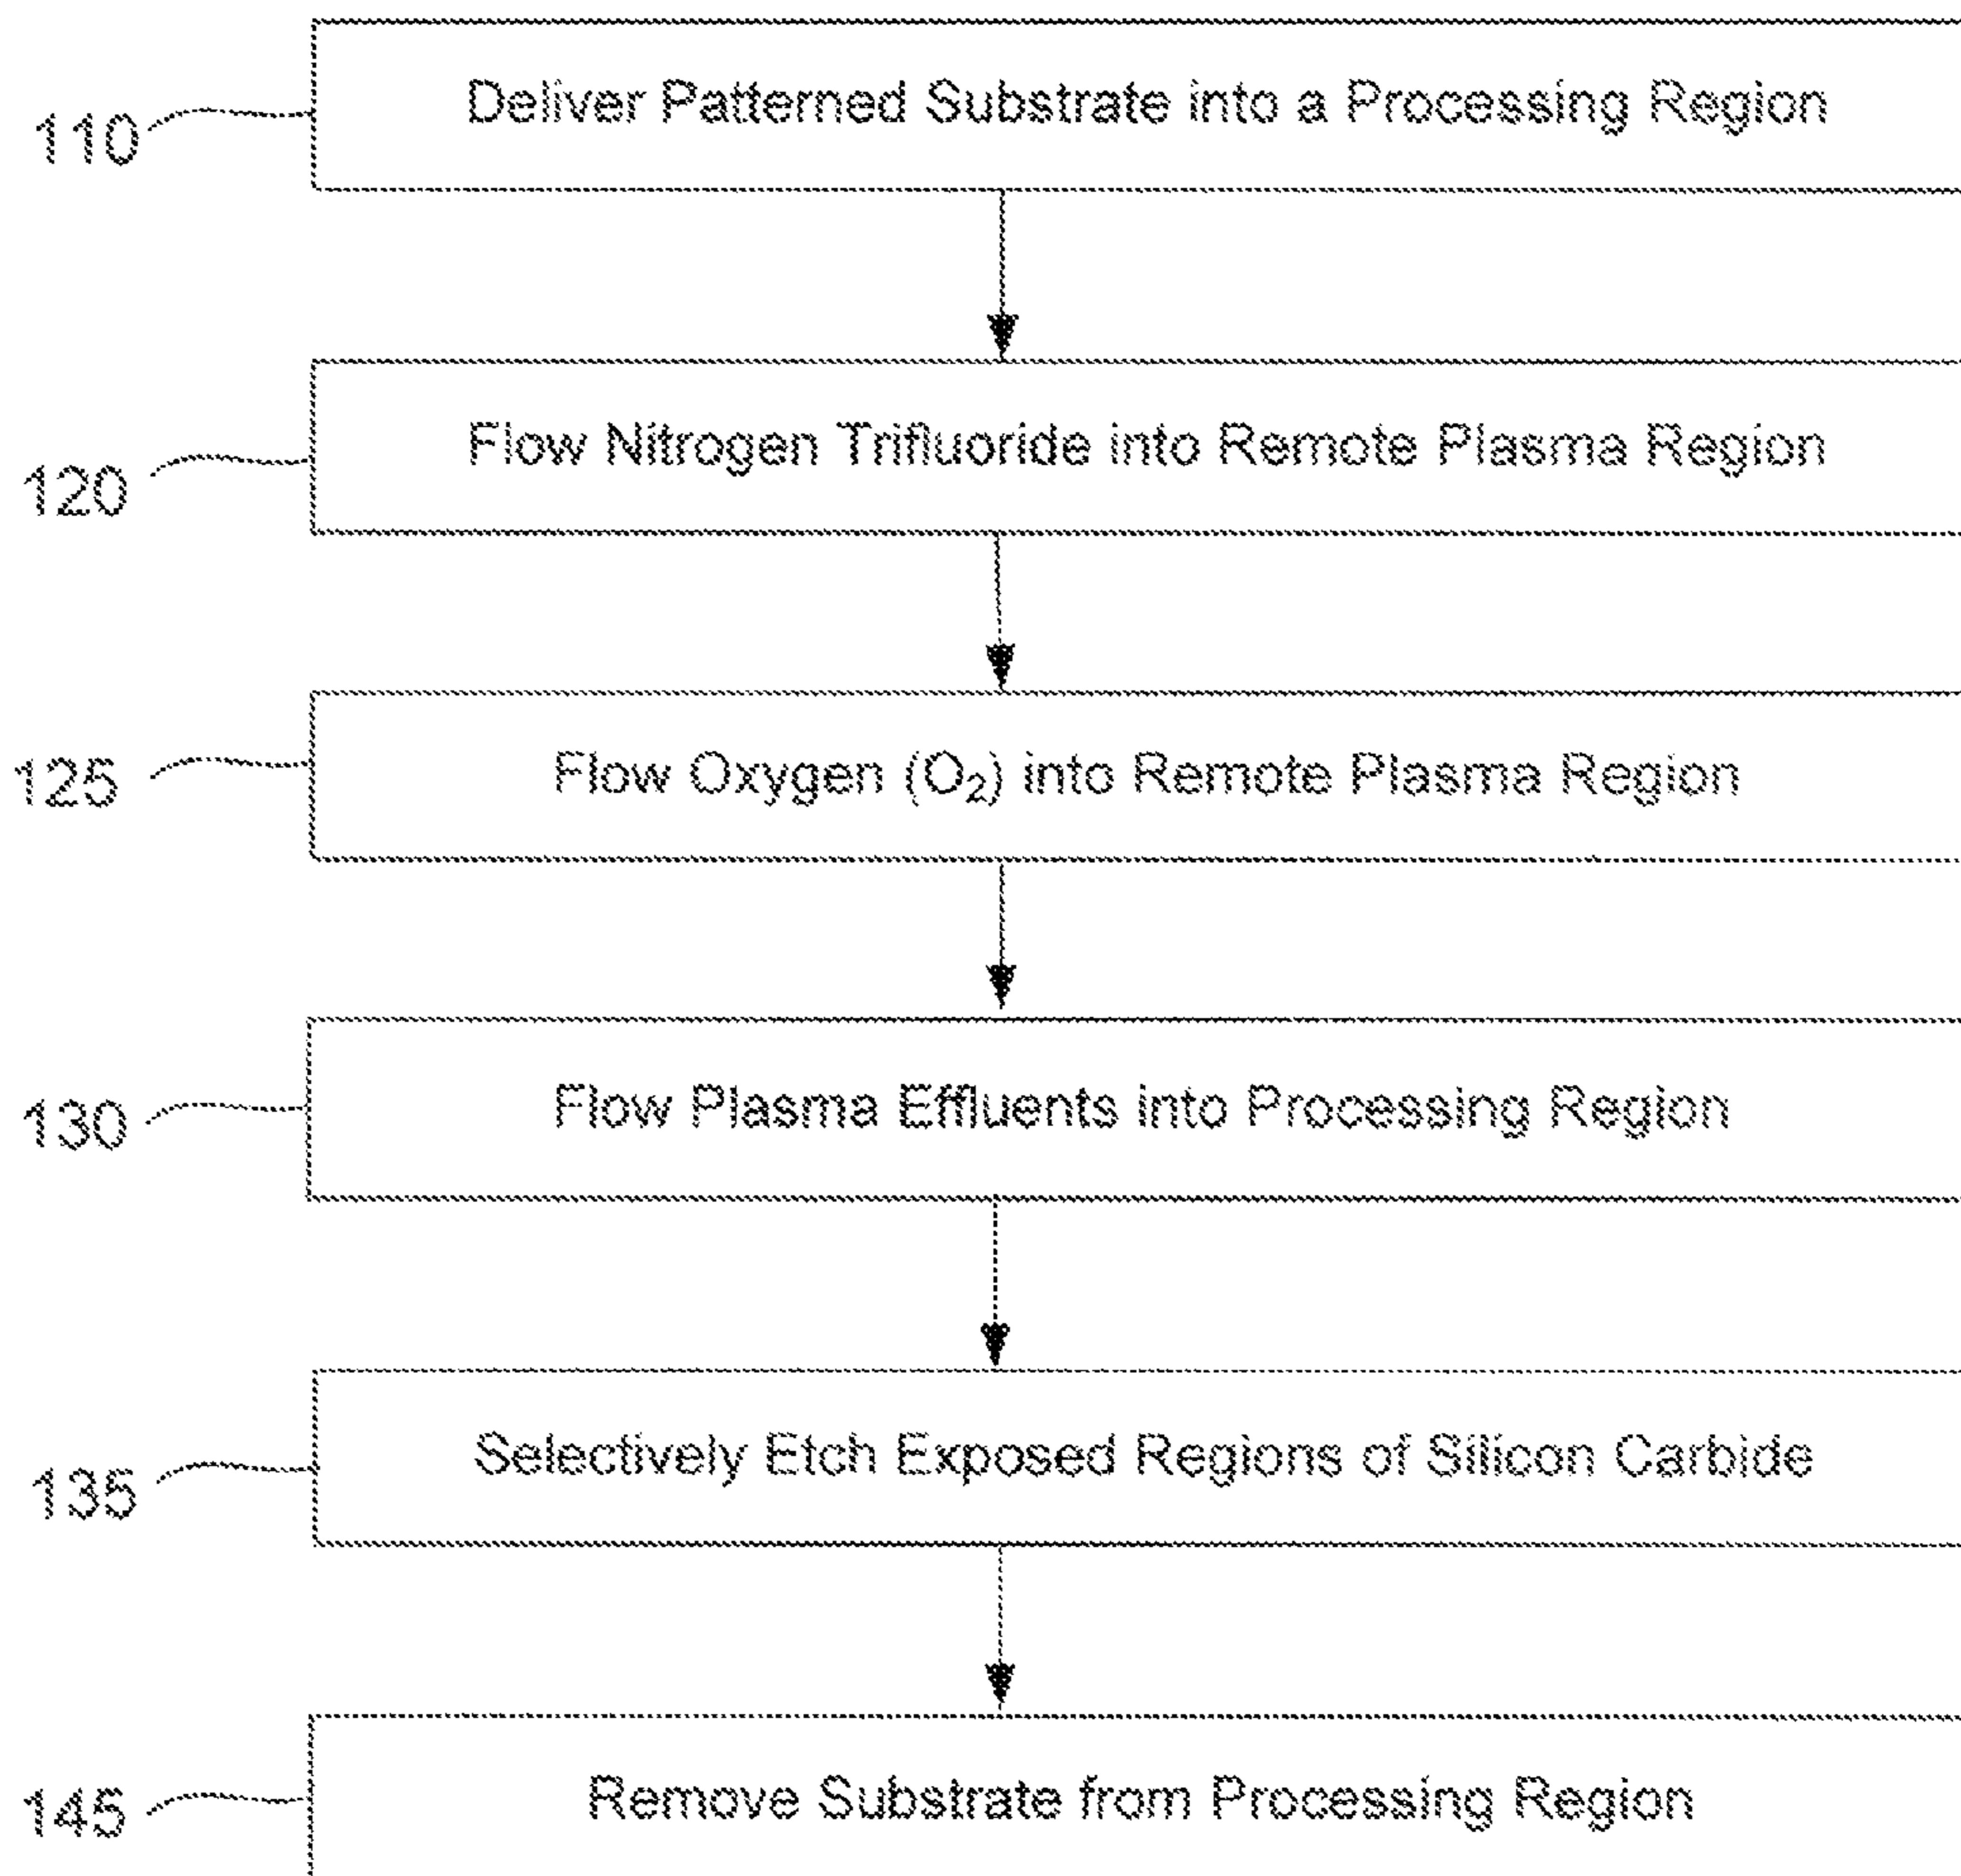 110 Deliver Patterned Substrate into a Processing Region
120 Flow Nitrogen Trifluoride into Remote Plasma Region
125 Flow Oxygen (O₂) into Remote Plasma Region
130 Flow Plasma Effluents into Processing Region
135 Selectively Etch Exposed Regions of Silicon Carbide
145 Remove Substrate from Processing Region